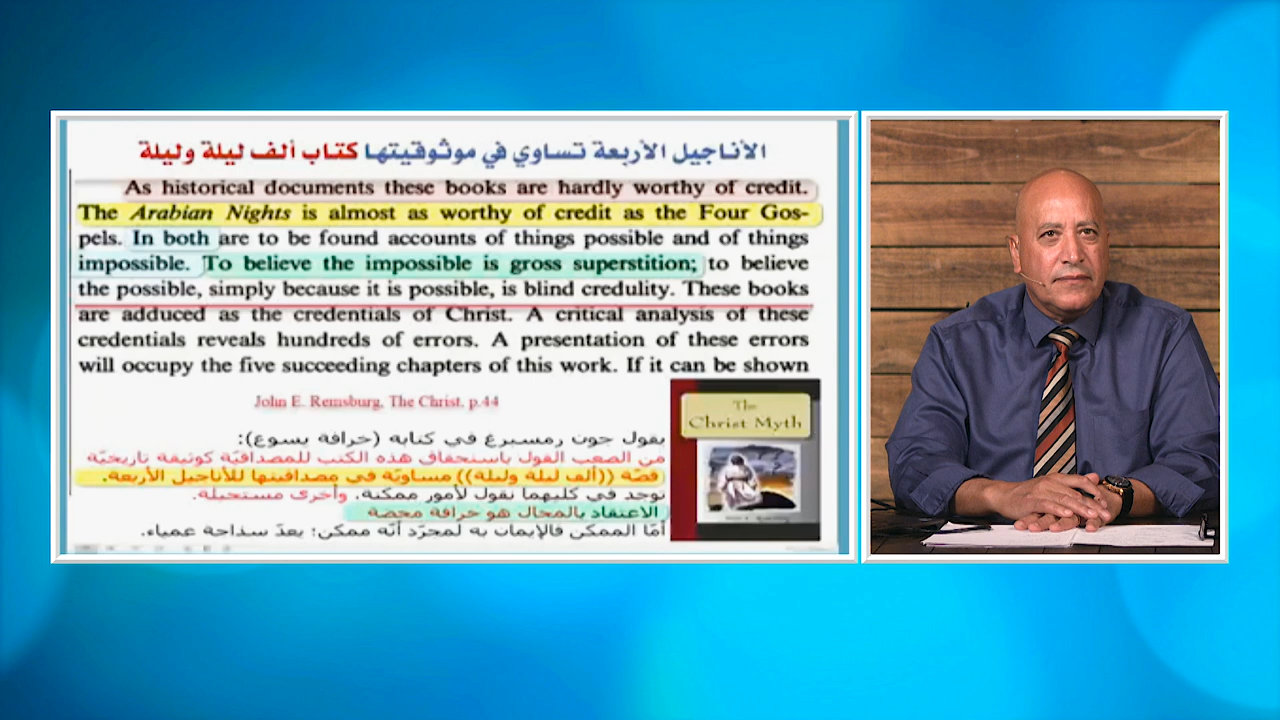 الأناجيل الأربعة تساوي في موثوقيتها كتاب ألف ليلة وليلة
As historical documents these books are hardly worthy of credit.
The Arabian Nights is almost as worthy of credit as the Four Gos-
pels. In both are to be found accounts of things possible and of things
impossible. To believe the impossible is gross superstition; to believe
the possible, simply because it is possible, is blind credulity. These books
are adduced as the credentials of Christ. A critical analysis of these
credentials reveals hundreds of errors. A presentation of these errors
will occupy the five succeeding chapters of this work. If it can be shown
John E. Remsburg, The Christ. p.44
يقول جون رمسبرغ في كتابه (خرافة يسوع):
من الصعب القول باستحقاق هذه الكتب للمصداقيّة كوثيقة تاريخيّة
قصّة ((ألف ليلة وليلة)) مساويّة في مصداقيتها للأناجيل الأربعة.
توجد في كليهما نقول لأمور ممكنة، وأخرى مستحيلة.
الاعتقاد بالمحال هو خرافة محضة
أمّا الممكن فالإيمان به لمجرّد أنّه ممكن؛ يعدّ سذاجة عمياء.
The
Christ Myth